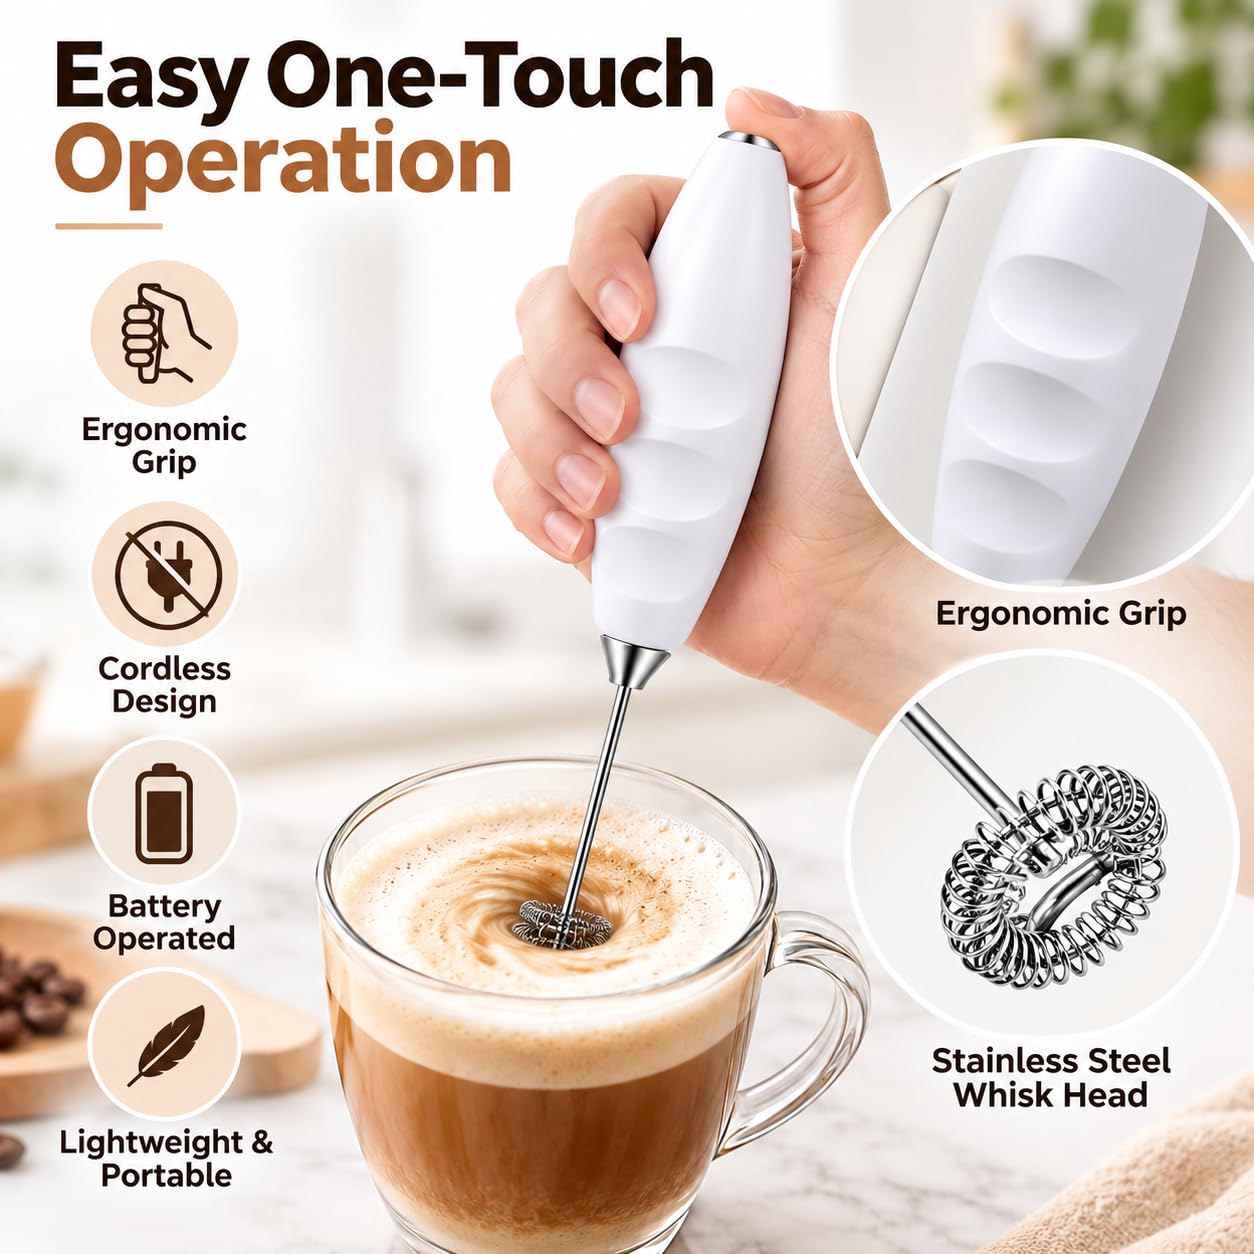 Easy One-Touch
Operation
Ergonomic
Grip
Cordless
Design
Battery
Operated
Lightweight &
Portable
Ergonomic Grip
Stainless Steel
Whisk Head